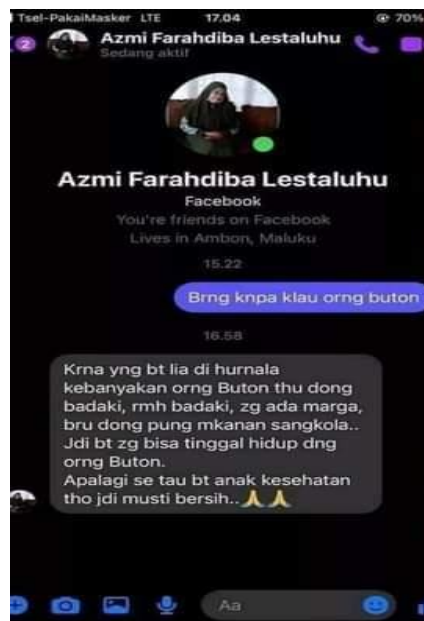 Tsel-PakaiMasker LTE 17.04 70%
2 Azmi Farahdiba Lestaluhu
Sedang aktif
Azmi Farahdiba Lestaluhu
Facebook
You're friends on Facebook
Lives in Ambon, Maluku
15.22
Brng knpa klau orng buton
16.58
Krna yng bt lia di hurnala
kebanyakan orng Buton thu dong
badaki, rmh badaki, zg ada marga,
bru dong pung mkanan sangkola..
Jdi bt zg bisa tinggal hidup dng
orng Buton.
Apalagi se tau bt anak kesehatan
tho jdi musti bersih..🙏🙏
Aa